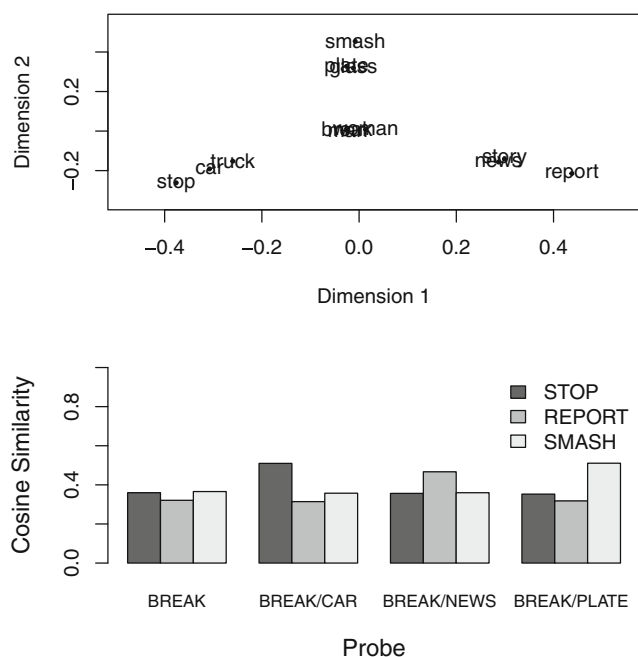 Dimension 2
0.2
−0.2
smash
plate
glass
break
woman
man
truck
car
stop
story
news
report
−0.4
−0.2
0.0
0.2
0.4
Dimension 1
Cosine Similarity
0.8
0.4
0.0
STOP
REPORT
SMASH
BREAK
BREAK/CAR
BREAK/NEWS
BREAK/PLATE
Probe